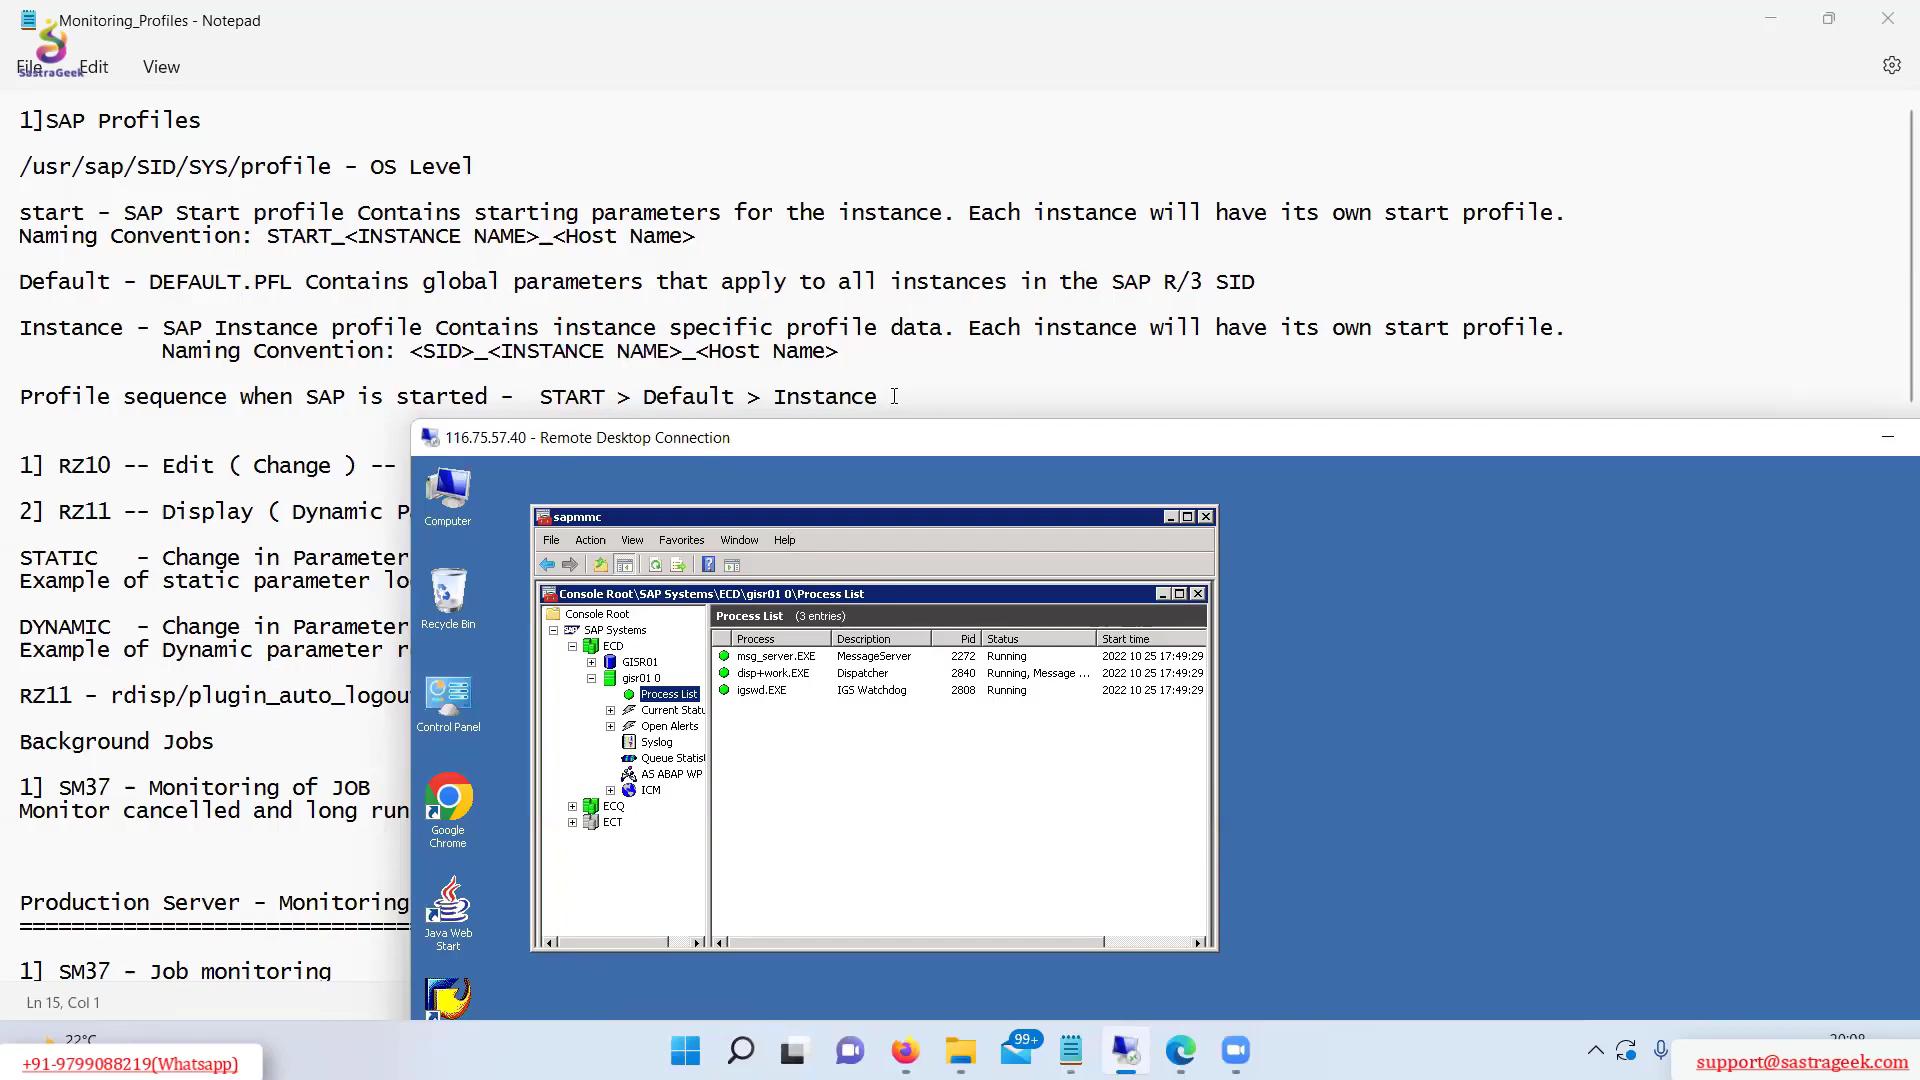 Monitoring_Profiles - Notepad
SastraGeek
File Edit View
1]SAP Profiles
/usr/sap/SID/SYS/profile - OS Level
start - SAP Start profile Contains starting parameters for the instance. Each instance will have its own start profile.
Naming Convention: START_<INSTANCE NAME>_<Host Name>
Default - DEFAULT.PFL Contains global parameters that apply to all instances in the SAP R/3 SID
Instance - SAP Instance profile Contains instance specific profile data. Each instance will have its own start profile.
Naming Convention: <SID>_<INSTANCE NAME>_<Host Name>
Profile sequence when SAP is started - START > Default > Instance
1] RZ10 -- Edit ( Change ) --
2] RZ11 -- Display ( Dynamic
STATIC - Change in Parameter
Example of static parameter
DYNAMIC - Change in Parameter
Example of Dynamic parameter
RZ11 - rdisp/plugin_auto_logou
Background Jobs
1] SM37 - Monitoring of JOB
Monitor cancelled and long run
Production Server - Monitoring
==============================
1] SM37 - Job monitoring
Ln 15, Col 1
116.75.57.40 - Remote Desktop Connection
Computer
Recycle Bin
Control Panel
Google Chrome
Java Web Start
sapmmc
File Action View Favorites Window Help
Console Root\SAP Systems\ECD\gisr01 0\Process List
Console Root
SAP Systems
ECD
GISR01
gisr01 0
Process List
Current Statu
Open Alerts
Syslog
Queue Statis
AS ABAP WP
ICM
ECQ
ECT
Process List (3 entries)
Process Description Pid Status Start time
msg_server.EXE MessageServer 2272 Running 2022 10 25 17:49:29
disp+work.EXE Dispatcher 2840 Running, Message ... 2022 10 25 17:49:29
igswd.EXE IGS Watchdog 2808 Running 2022 10 25 17:49:29
22°C
99+
+91-9799088219(Whatsapp)
support@sastrageek.com